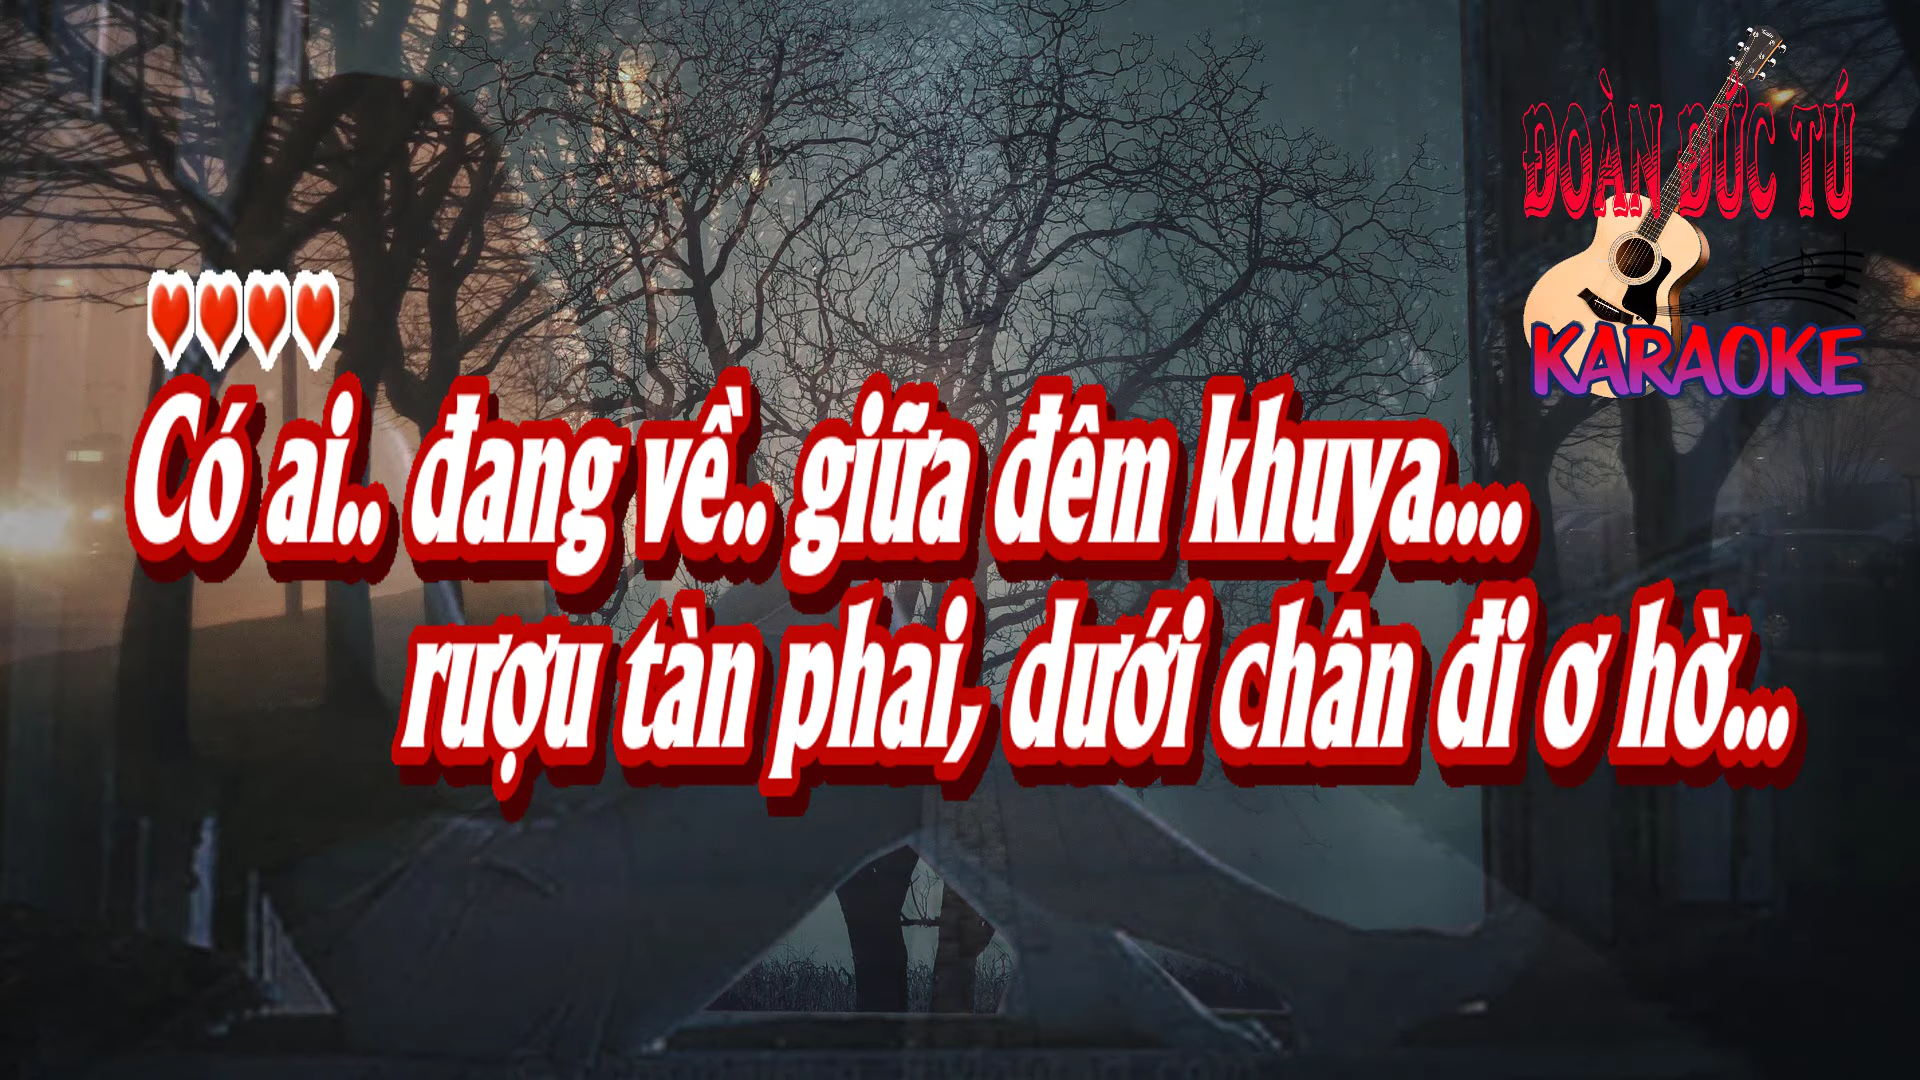 ĐOÀN ĐỨC TÚ
KARAOKE
Có ai.. đang về.. giữa đêm khuya....
rượu tàn phai, dưới chân đi ơ hờ...